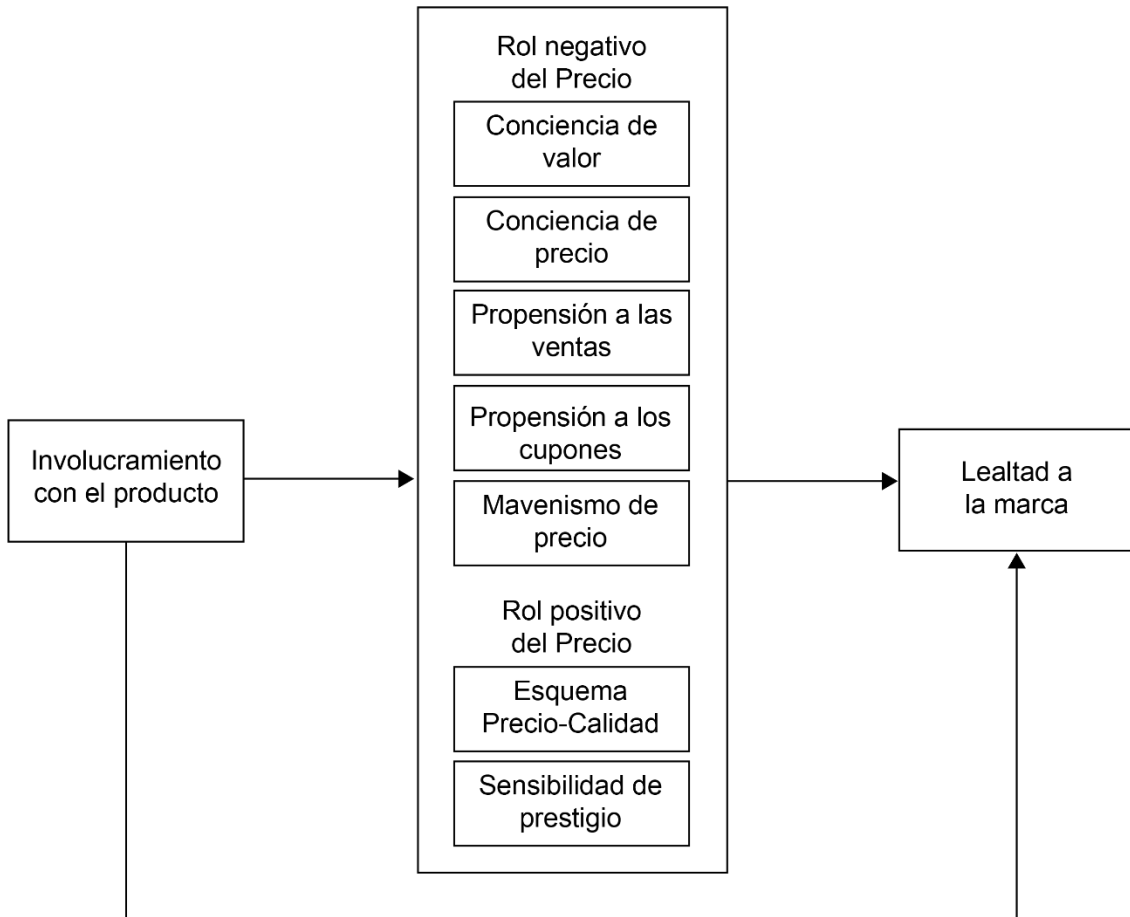 Rol negativo
del Precio
Conciencia de
valor
Conciencia de
precio
Propensión a las
ventas
Propensión a los
cupones
Mavenismo de
precio
Rol positivo
del Precio
Esquema
Precio-Calidad
Sensibilidad de
prestigio
Involucramiento
con el producto
Lealtad a
la marca